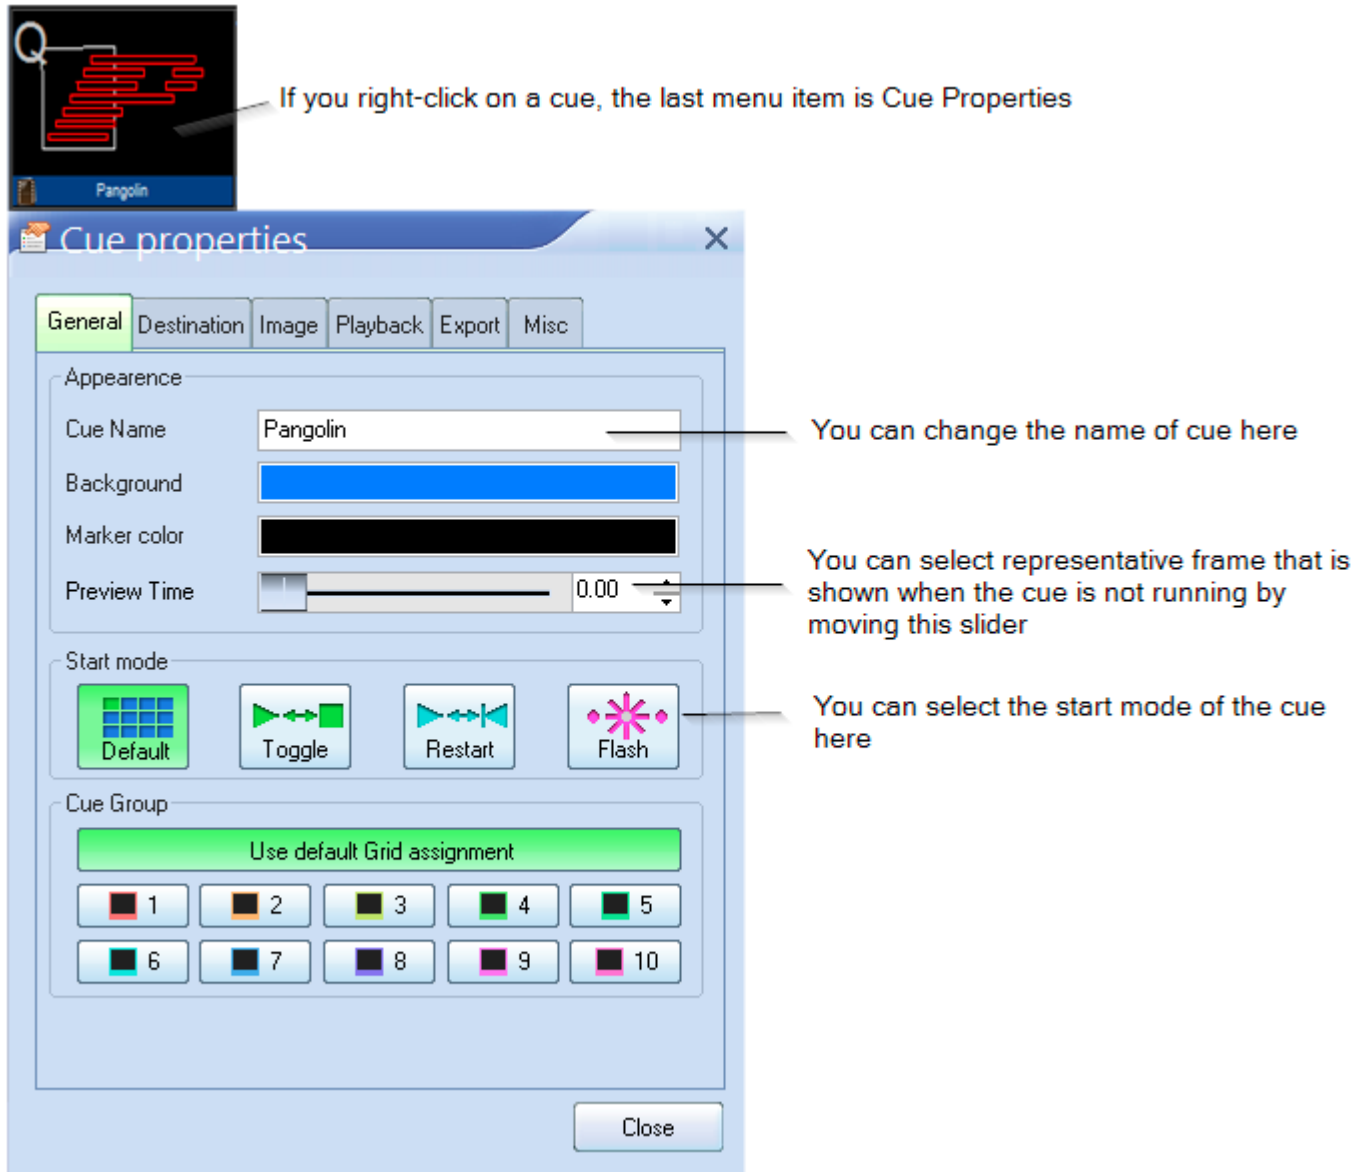 Q
If you right-click on a cue, the last menu item is Cue Properties
Pangolin
Cue properties
General Destination Image Playback Export Misc
Appearence
Cue Name Pangolin
You can change the name of cue here
Background
Marker color
Preview Time 0.00
You can select representative frame that is
shown when the cue is not running by
moving this slider
Start mode
Default Toggle Restart Flash
You can select the start mode of the cue
here
Cue Group
Use default Grid assignment
1 2 3 4 5
6 7 8 9 10
Close